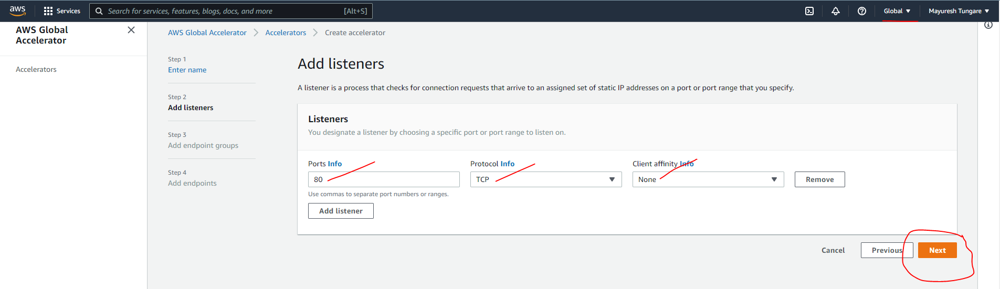 aws
Services
Search for services, features, blogs, docs, and more
[Alt+S]
Global
Mayuresh Tungare
AWS Global
Accelerator
Accelerators
AWS Global Accelerator
Accelerators
Create accelerator
Step 1
Enter name
Step 2
Add listeners
Step 3
Add endpoint groups
Step 4
Add endpoints
Add listeners
A listener is a process that checks for connection requests that arrive to an assigned set of static IP addresses on a port or port range that you specify.
Listeners
You designate a listener by choosing a specific port or port range to listen on.
Ports Info
Protocol Info
Client affinity Info
80
TCP
None
Remove
Use commas to separate port numbers or ranges.
Add listener
Cancel
Previous
Next